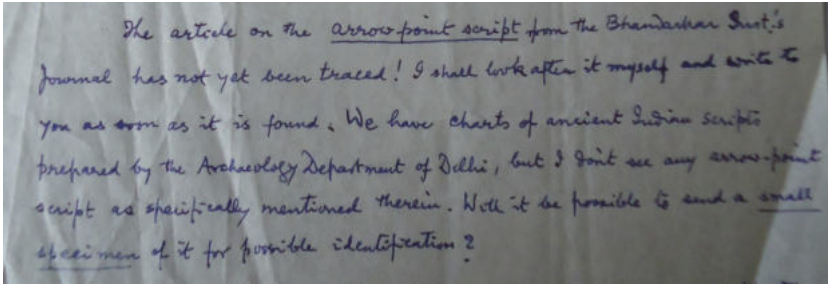 The article on the arrow point script from the Bhandarkar Inst.'s
Journal has not yet been traced! I shall look after it myself and write to
you as soon as it is found. We have charts of ancient Indian scripts
prepared by the Archaeology Department of Delhi, but I don't see any arrow-point
script as specifically mentioned therein. Will it be possible to send a small
specimen of it for possible identification?